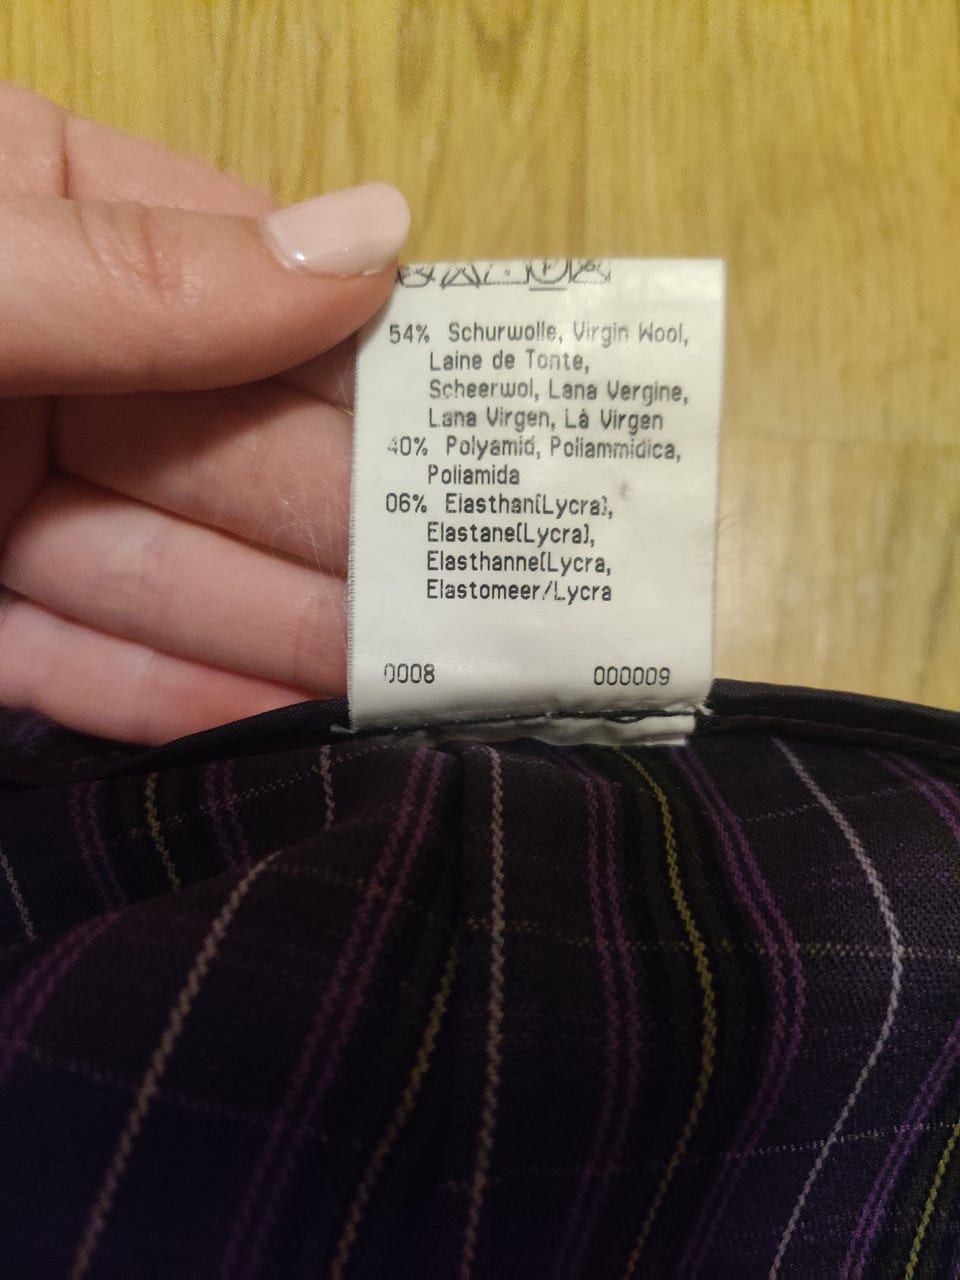 54% Schurwolle, Virgin Wool,
Laine de Tonte,
Scheerwol, Lana Vergine,
Lana Virgen, Là Virgen
40% Polyamid, Poliammidica,
Poliamida
06% Elasthan(Lycra),
Elastane(Lycra),
Elasthanne(Lycra,
Elastomeer/Lycra
0008 000009